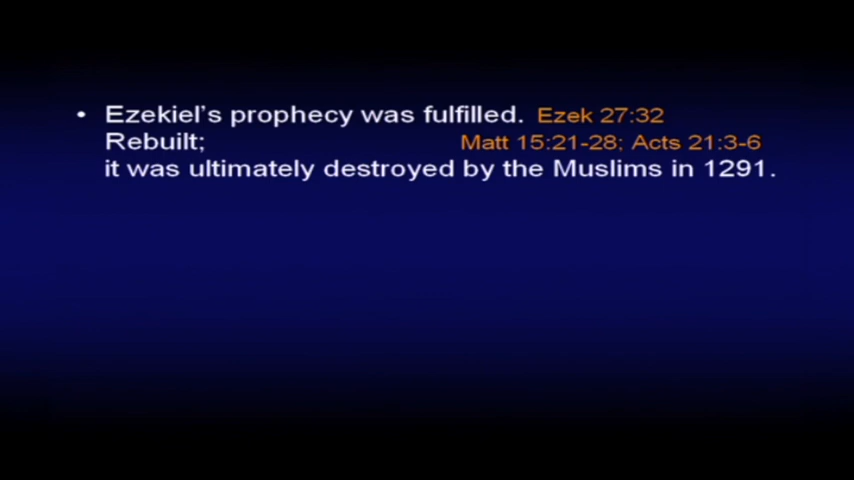 • Ezekiel's prophecy was fulfilled. Ezek 27:32
Rebuilt; Matt 15:21-28; Acts 21:3-6
it was ultimately destroyed by the Muslims in 1291.